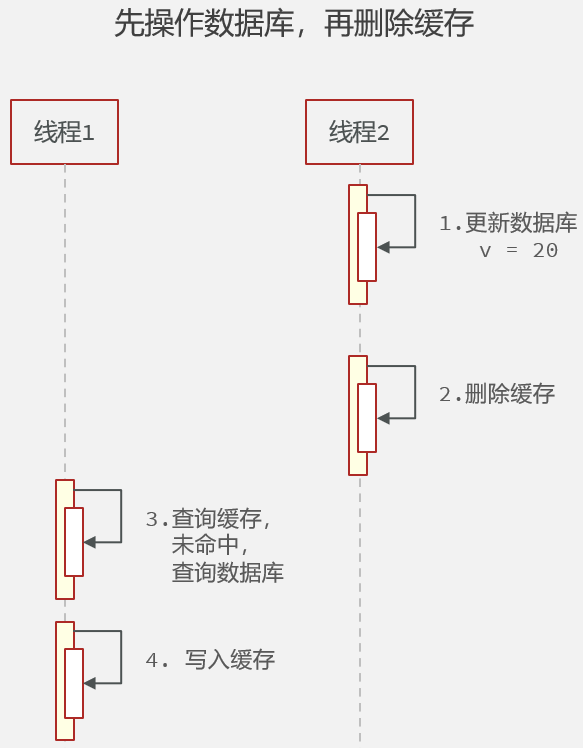 先操作数据库, 再删除缓存
线程1
线程2
1.更新数据库
v = 20
2.删除缓存
3.查询缓存,
未命中,
查询数据库
4. 写入缓存